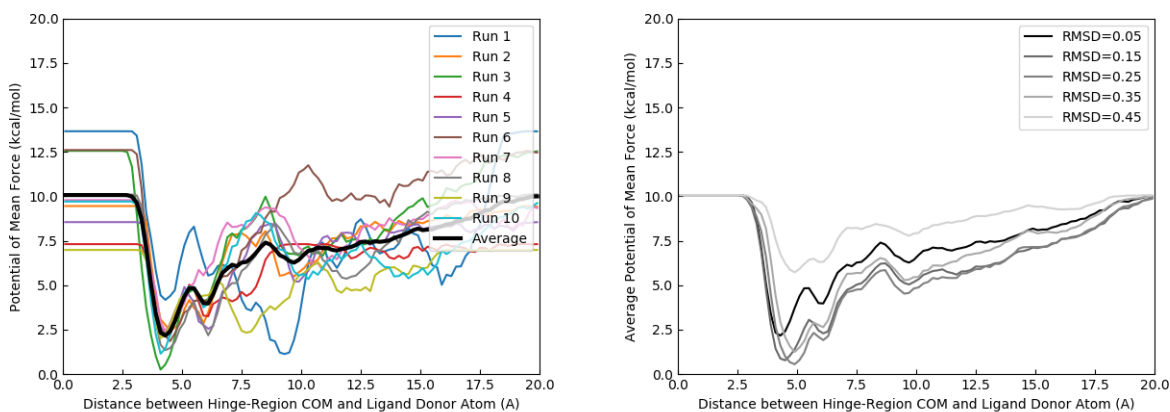 Potential of Mean Force (kcal/mol)
20.0
17.5
15.0
12.5
10.0
7.5
5.0
2.5
0.0
Run 1
Run 2
Run 3
Run 4
Run 5
Run 6
Run 7
Run 8
Run 9
Run 10
Average
0.0 2.5 5.0 7.5 10.0 12.5 15.0 17.5 20.0
Distance between Hinge-Region COM and Ligand Donor Atom (A)
Average Potential of Mean Force (kcal/mol)
20.0
17.5
15.0
12.5
10.0
7.5
5.0
2.5
0.0
RMSD=0.05
RMSD=0.15
RMSD=0.25
RMSD=0.35
RMSD=0.45
0.0 2.5 5.0 7.5 10.0 12.5 15.0 17.5 20.0
Distance between Hinge-Region COM and Ligand Donor Atom (A)